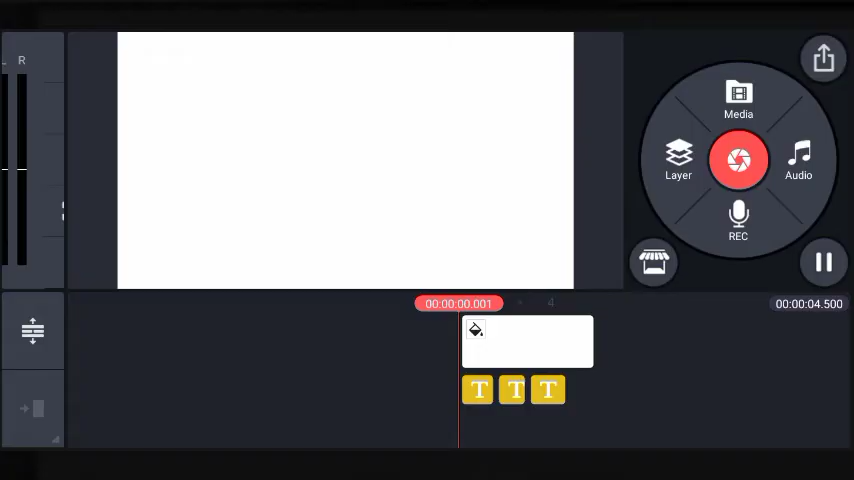 R
Media
Layer
Audio
REC
00:00:00.001
4
00:00:04.500
T T T